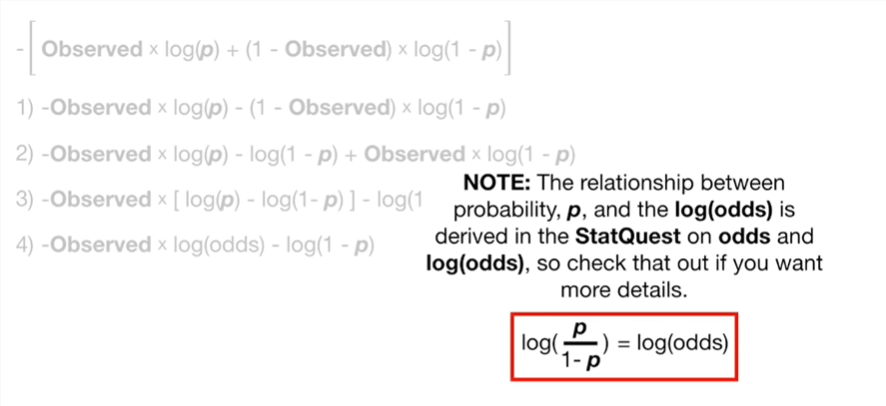 -[Observed × log(p) + (1 - Observed) × log(1 - p)]
1) -Observed × log(p) - (1 - Observed) × log(1 - p)
2) -Observed × log(p) - log(1 - p) + Observed × log(1 - p)
3) -Observed × [ log(p) - log(1- p) ] - log(1
4) -Observed × log(odds) - log(1 - p)
NOTE: The relationship between
probability, p, and the log(odds) is
derived in the StatQuest on odds and
log(odds), so check that out if you want
more details.
log(p/1- p) = log(odds)